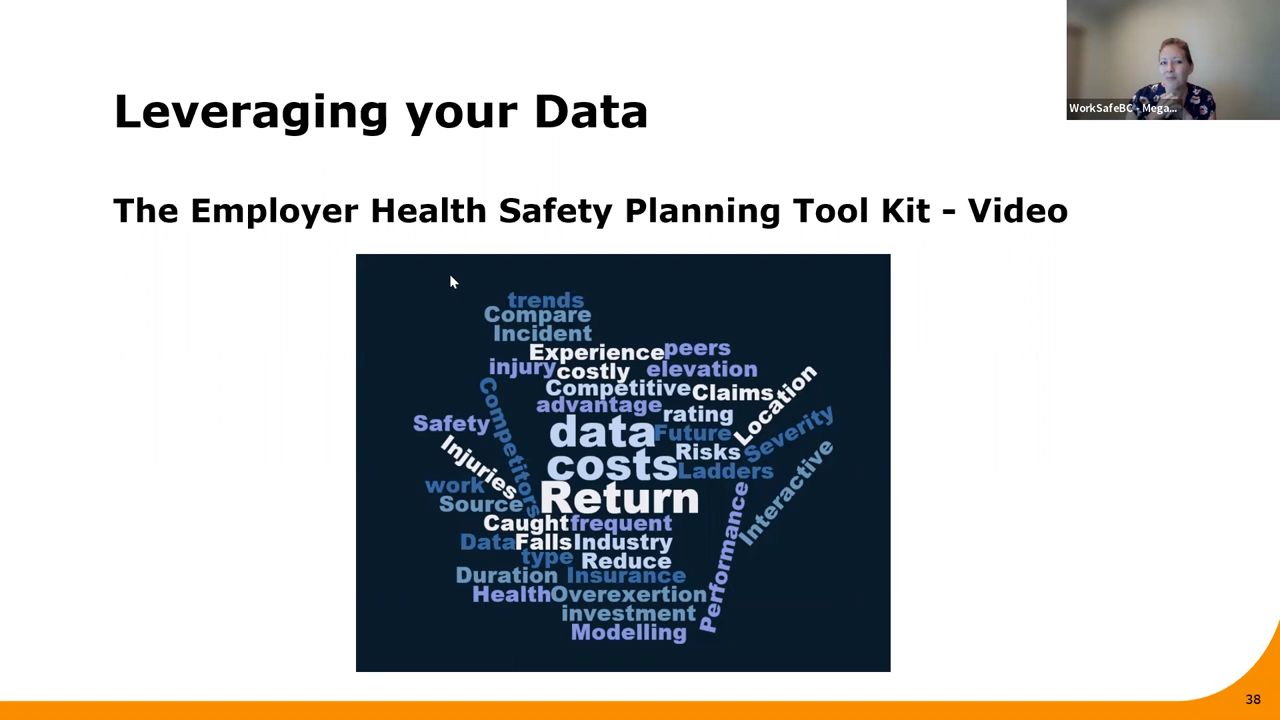 WorkSafeBC - Mega...
Leveraging your Data
The Employer Health Safety Planning Tool Kit - Video
trends
Compare
Incident
Experience peers
injury costly elevation
Competitive Claims
advantage rating
Location
Competitors
Safety
data Future
Severity
Injuries
costs Risks
Ladders
Interactive
work
Return
Source
Performance
Caught frequent
Data Falls Industry
type Reduce
Duration Insurance
Health Overexertion
investment
Modelling
38